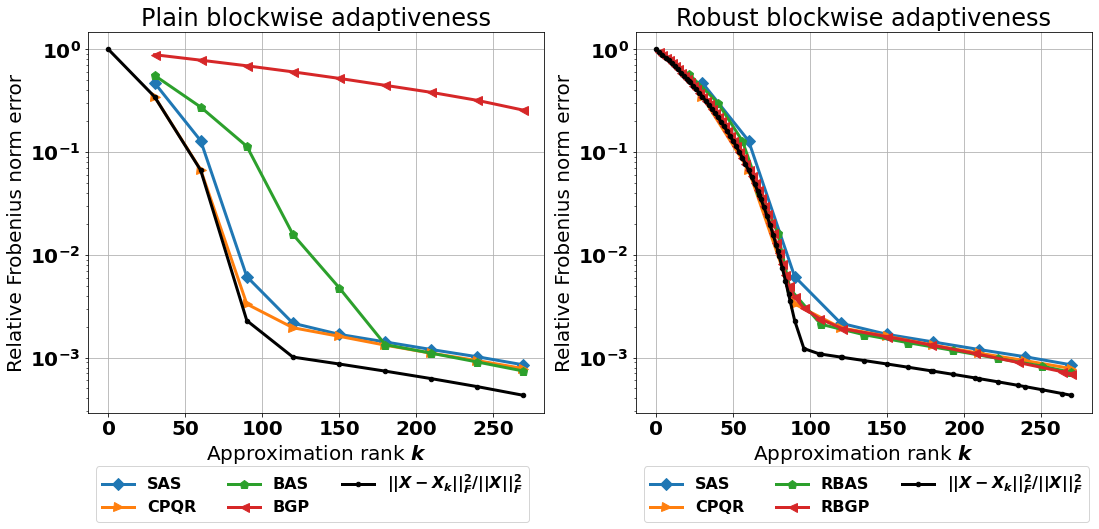 Plain blockwise adaptiveness
Relative Frobenius norm error
10⁰
10⁻¹
10⁻²
10⁻³
0 50 100 150 200 250
Approximation rank k
SAS BAS ||X − Xₖ||²_F/||X||²_F
CPQR BGP
Robust blockwise adaptiveness
Relative Frobenius norm error
10⁰
10⁻¹
10⁻²
10⁻³
0 50 100 150 200 250
Approximation rank k
SAS RBAS ||X − Xₖ||²_F/||X||²_F
CPQR RBGP